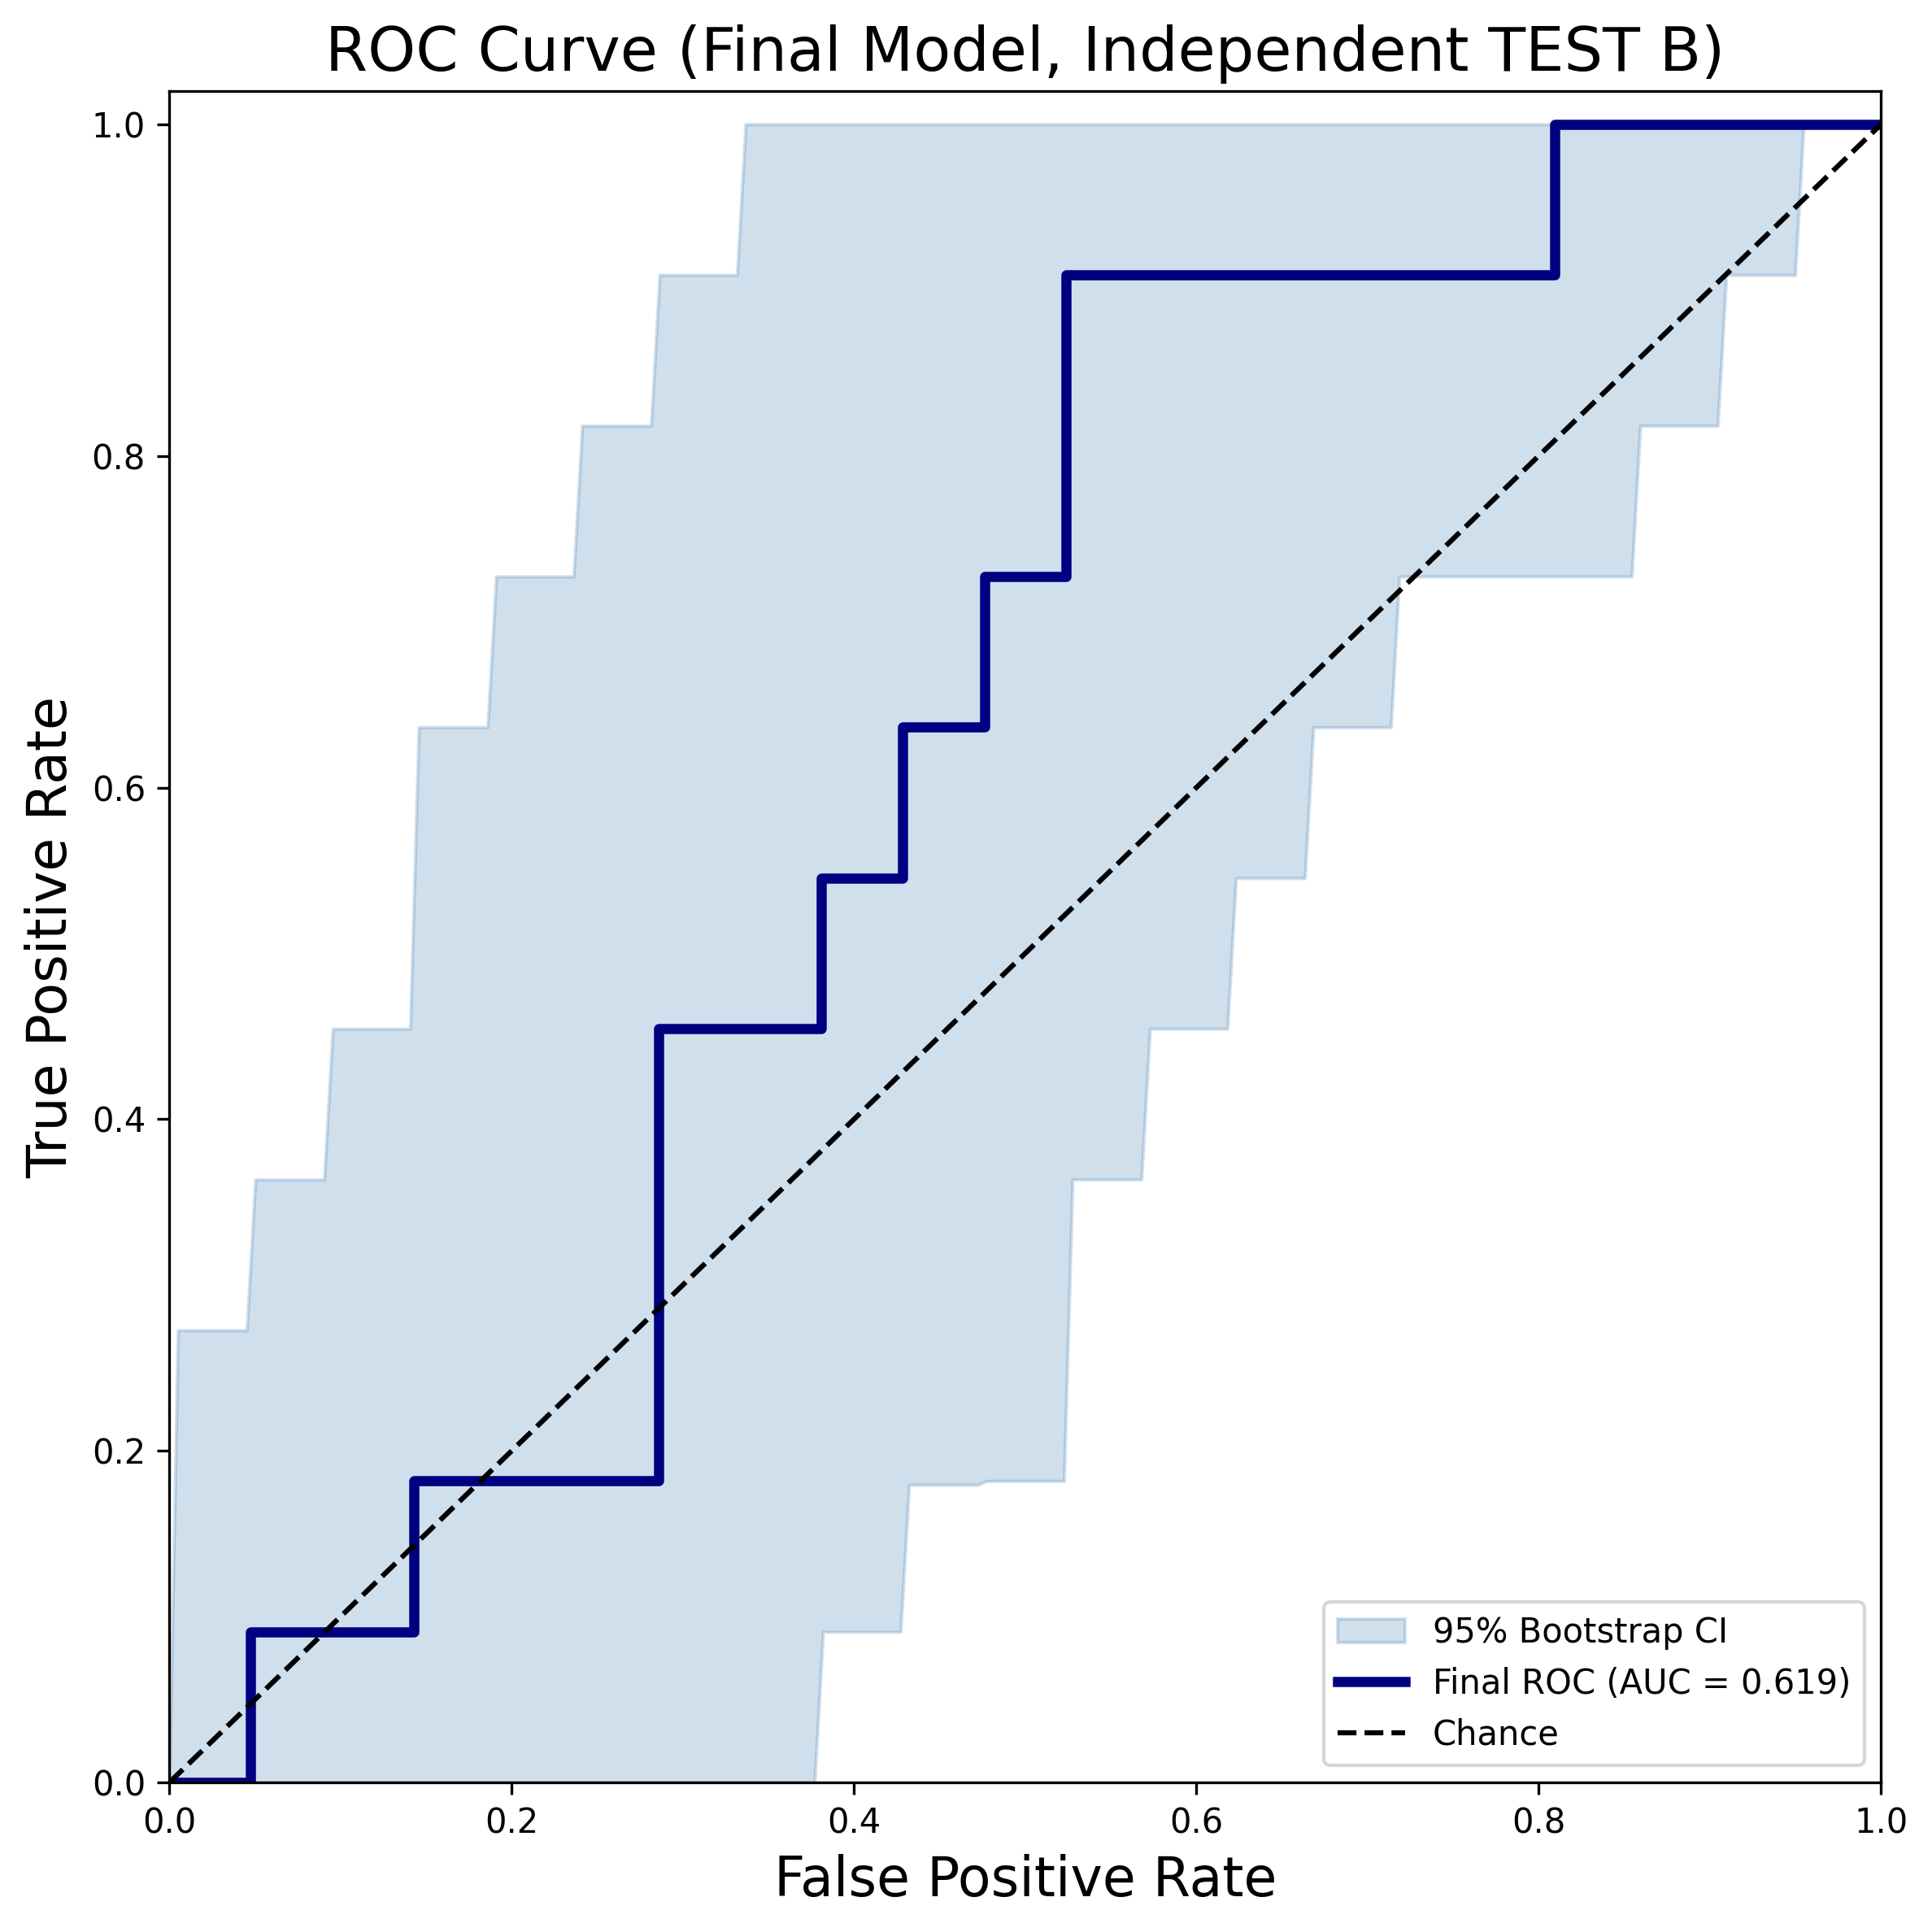 ROC Curve (Final Model, Independent TEST B)
True Positive Rate
1.0
0.8
0.6
0.4
0.2
0.0
0.0 0.2 0.4 0.6 0.8 1.0
False Positive Rate
95% Bootstrap CI
Final ROC (AUC = 0.619)
Chance